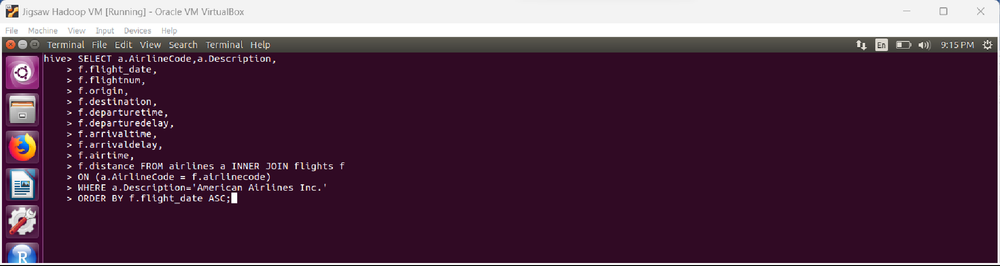 Jigsaw Hadoop VM [Running] - Oracle VM VirtualBox
File Machine View Input Devices Help
Terminal File Edit View Search Terminal Help En 9:15 PM
hive> SELECT a.AirlineCode,a.Description,
> f.flight_date,
> f.flightnum,
> f.origin,
> f.destination,
> f.departuretime,
> f.departuredelay,
> f.arrivaltime,
> f.arrivaldelay,
> f.airtime,
> f.distance FROM airlines a INNER JOIN flights f
> ON (a.AirlineCode = f.airlinecode)
> WHERE a.Description='American Airlines Inc.'
> ORDER BY f.flight_date ASC;
R